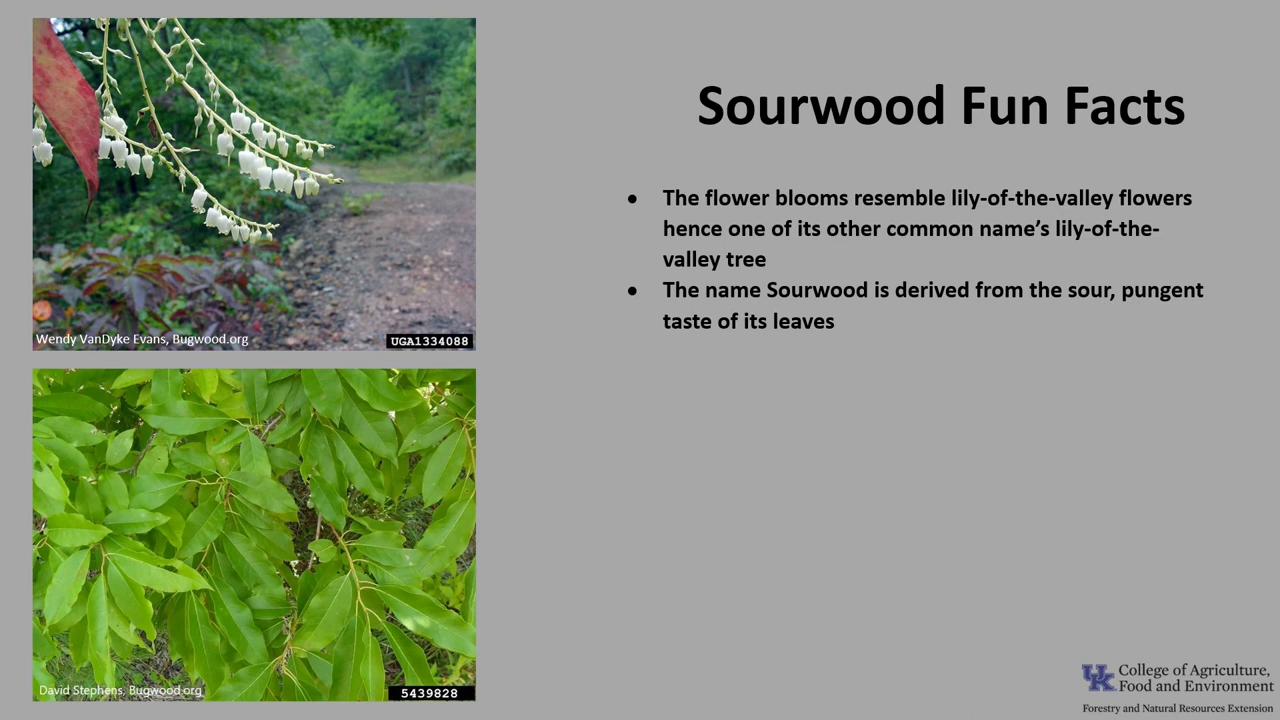 Sourwood Fun Facts
• The flower blooms resemble lily-of-the-valley flowers
hence one of its other common name’s lily-of-the-
valley tree
• The name Sourwood is derived from the sour, pungent
taste of its leaves
Wendy VanDyke Evans, Bugwood.org
UGA1334088
David Stephens, Bugwood.org
5439828
UK College of Agriculture,
Food and Environment
Forestry and Natural Resources Extension